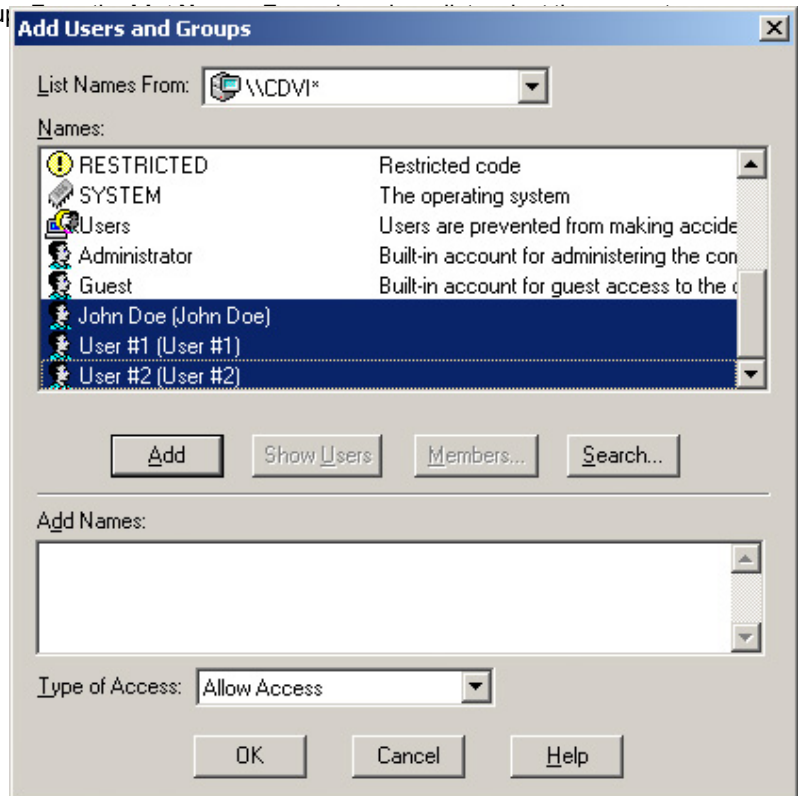 Add Users and Groups
List Names From: \\CDVI*
Names:
RESTRICTED Restricted code
SYSTEM The operating system
Users Users are prevented from making accide
Administrator Built-in account for administering the con
Guest Built-in account for guest access to the c
John Doe (John Doe)
User #1 (User #1)
User #2 (User #2)
Add Show Users Members... Search...
Add Names:
Type of Access: Allow Access
OK Cancel Help